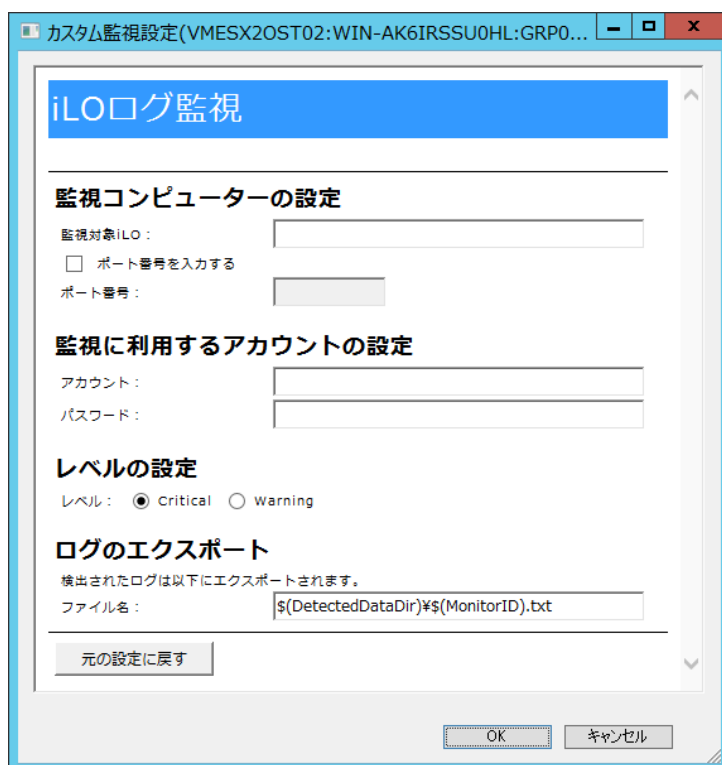 カスタム監視設定(VMESX2OST02:WIN-AK6IRSSU0HL:GRP0...
iLOログ監視
監視コンピューターの設定
監視対象iLO：
ポート番号を入力する
ポート番号：
監視に利用するアカウントの設定
アカウント：
パスワード：
レベルの設定
レベル： Critical Warning
ログのエクスポート
検出されたログは以下にエクスポートされます。
ファイル名： $(DetectedDataDir)¥$(MonitorID).txt
元の設定に戻す
OK キャンセル